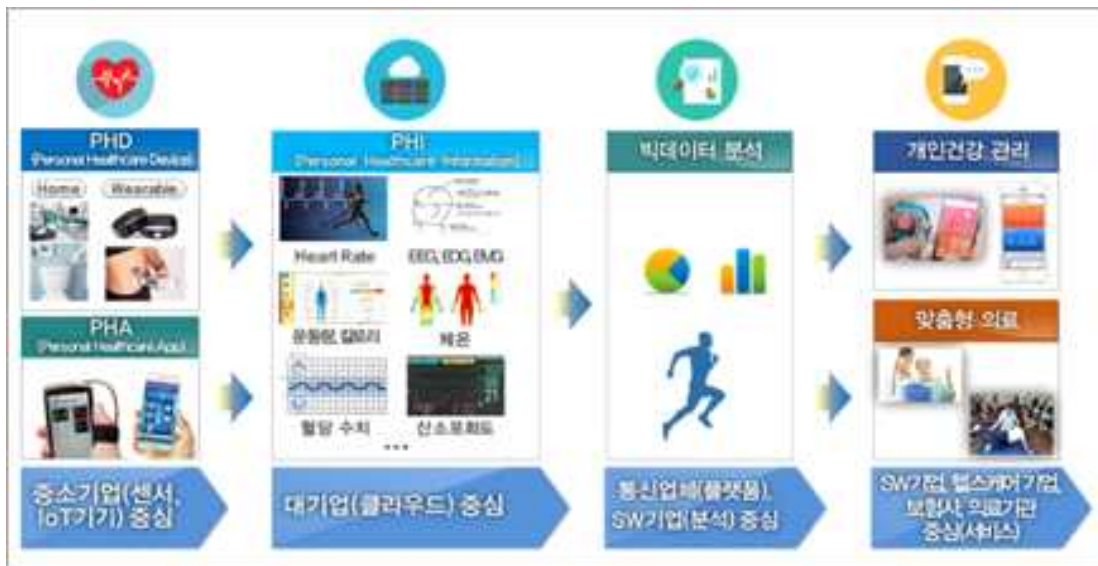 PHD
(Personal Healthcare Device)
Home
Wearable
PHA
(Personal Healthcare App)
중소기업(센서,
IoT기기) 중심
PHI
(Personal Healthcare Information)
Heart Rate
EEG, EOG, EMG
운동량, 칼로리
체온
혈당 수치
산소포화도
...
대기업(클라우드) 중심
빅데이터 분석
통신업체(플랫폼),
SW기업(분석) 중심
개인건강 관리
맞춤형 의료
SW기업, 헬스케어 기업,
보험사, 의료기관
중심(서비스)